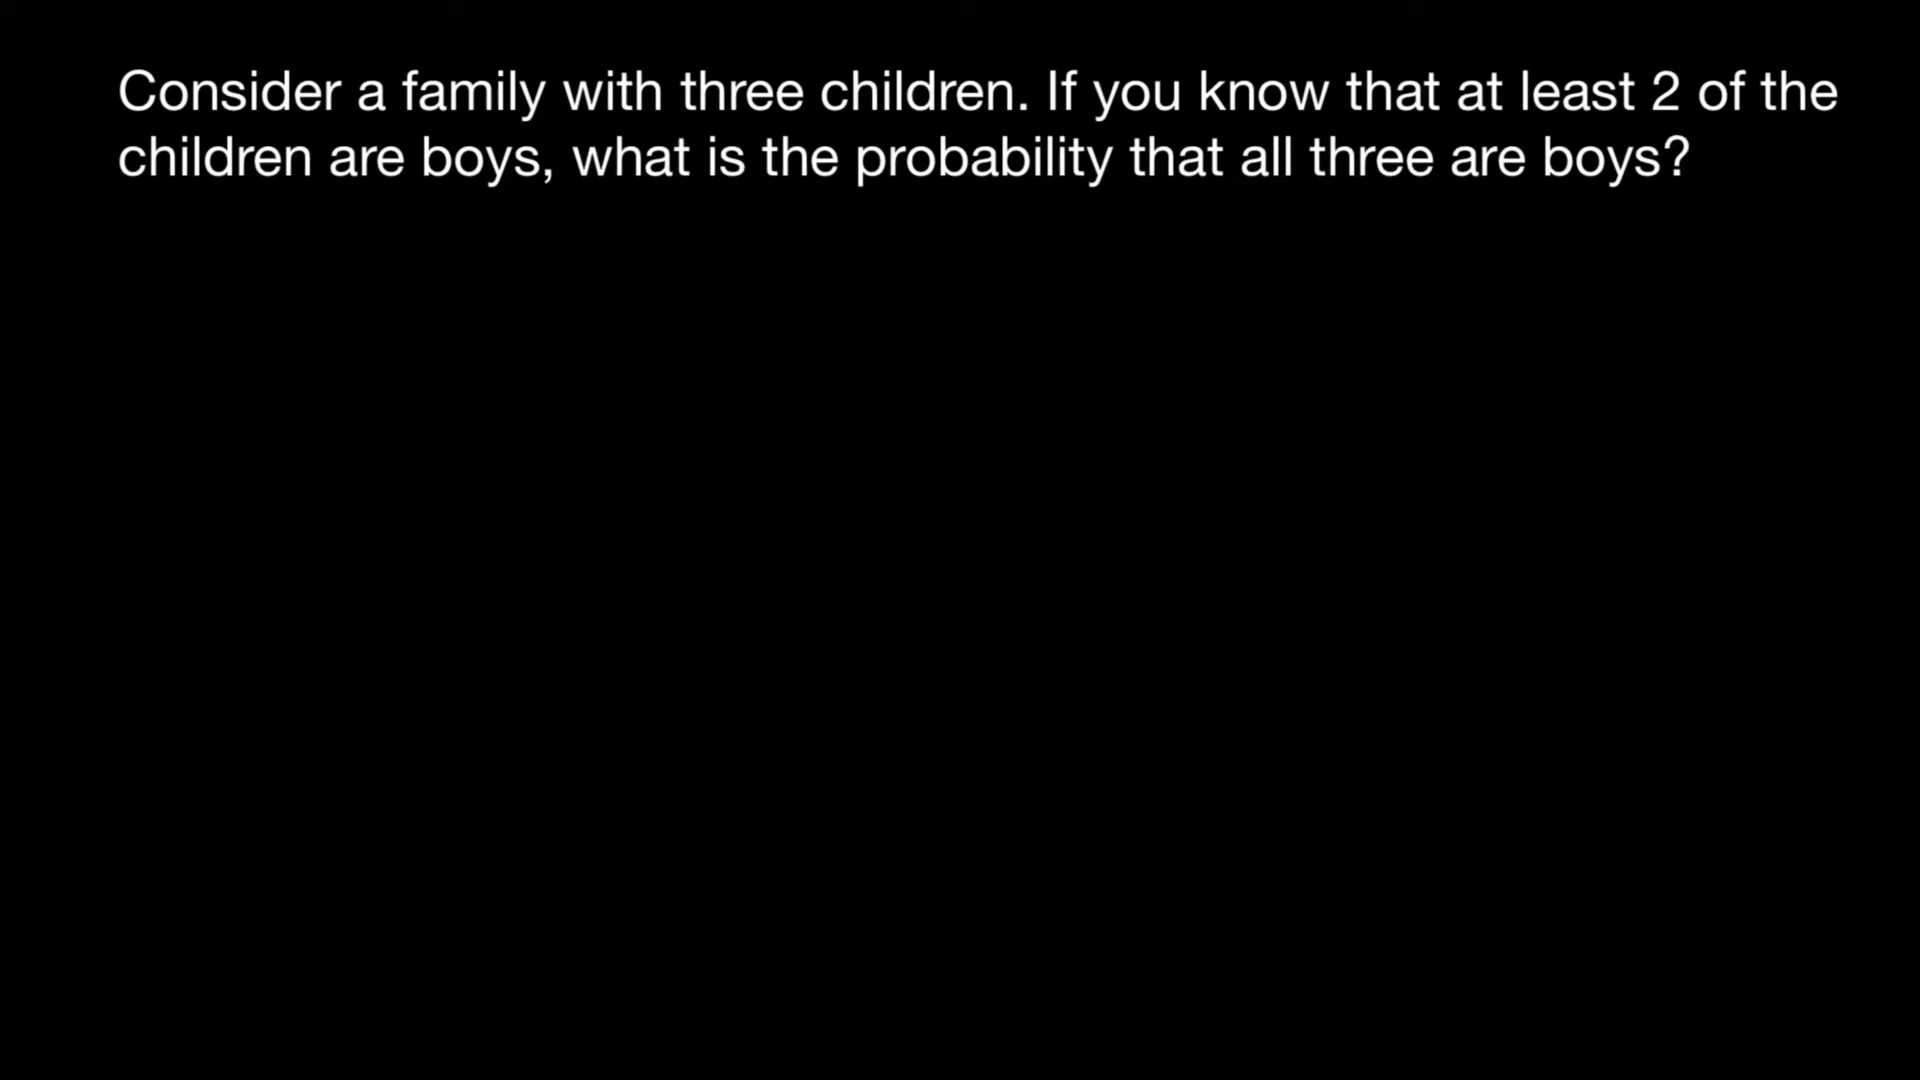 Consider a family with three children. If you know that at least 2 of the
children are boys, what is the probability that all three are boys?